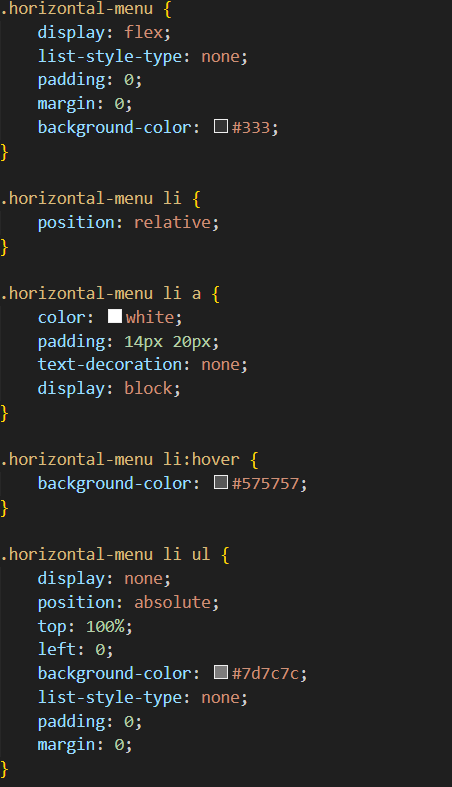 .horizontal-menu {
    display: flex;
    list-style-type: none;
    padding: 0;
    margin: 0;
    background-color: #333;
}

.horizontal-menu li {
    position: relative;
}

.horizontal-menu li a {
    color: white;
    padding: 14px 20px;
    text-decoration: none;
    display: block;
}

.horizontal-menu li:hover {
    background-color: #575757;
}

.horizontal-menu li ul {
    display: none;
    position: absolute;
    top: 100%;
    left: 0;
    background-color: #7d7c7c;
    list-style-type: none;
    padding: 0;
    margin: 0;
}